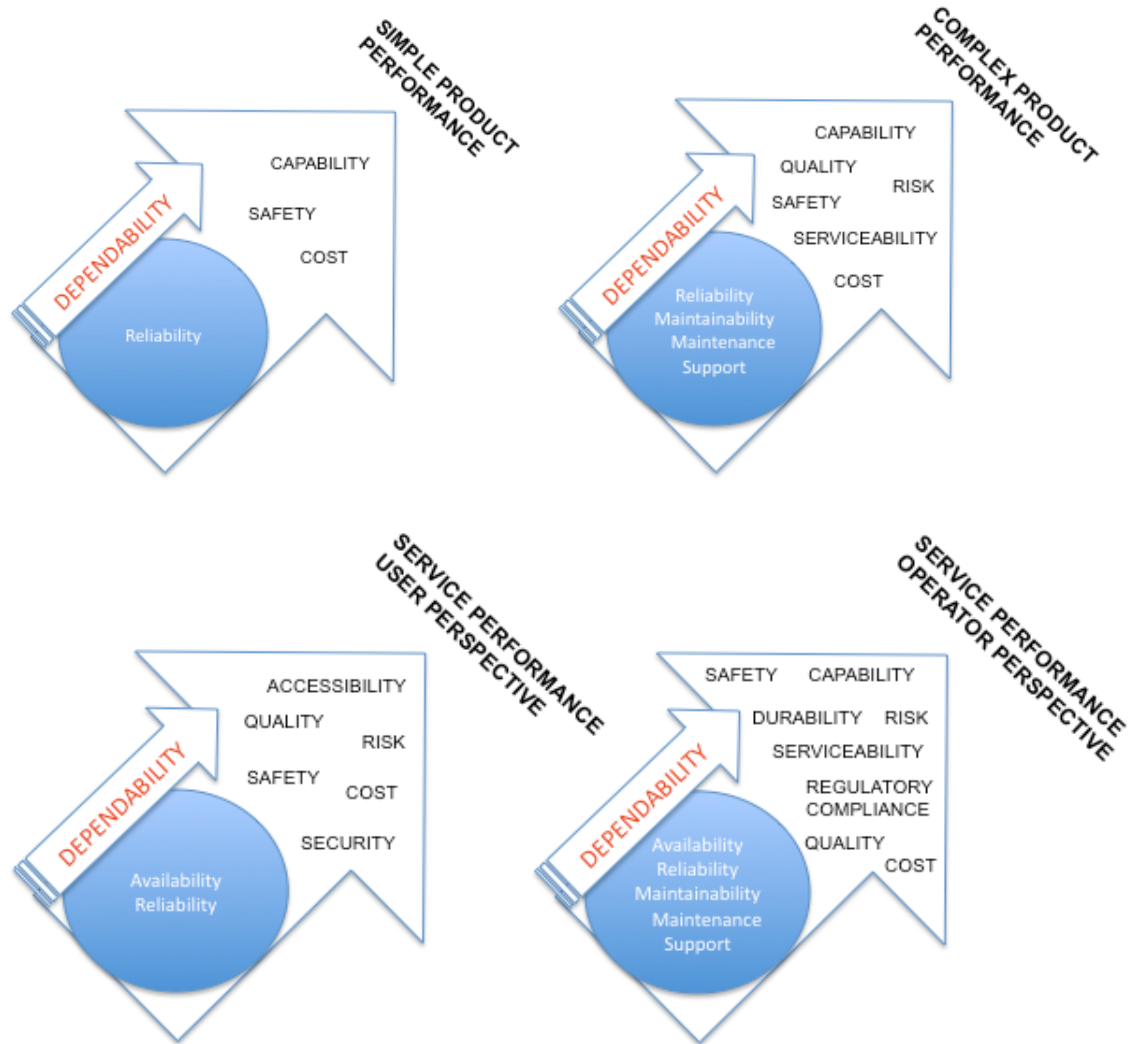 SIMPLE PRODUCT
PERFORMANCE
CAPABILITY
SAFETY
COST
DEPENDABILITY
Reliability
COMPLEX PRODUCT
PERFORMANCE
CAPABILITY
QUALITY
RISK
SAFETY
SERVICEABILITY
COST
DEPENDABILITY
Reliability
Maintainability
Maintenance
Support
SERVICE PERFORMANCE
USER PERSPECTIVE
ACCESSIBILITY
QUALITY
RISK
SAFETY
COST
SECURITY
DEPENDABILITY
Availability
Reliability
SERVICE PERFORMANCE
OPERATOR PERSPECTIVE
SAFETY CAPABILITY
DURABILITY RISK
SERVICEABILITY
REGULATORY
COMPLIANCE
QUALITY
COST
DEPENDABILITY
Availability
Reliability
Maintainability
Maintenance
Support